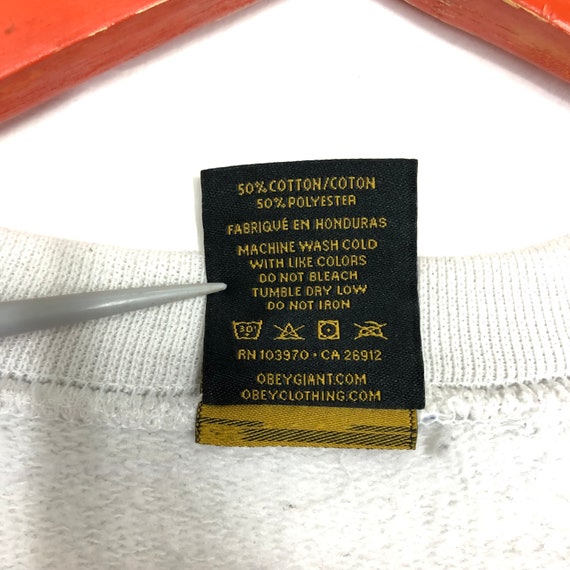 50% COTTON/COTON
50% POLYESTER
FABRIQUÉ EN HONDURAS
MACHINE WASH COLD
WITH LIKE COLORS
DO NOT BLEACH
TUMBLE DRY LOW
DO NOT IRON
30°
RN 103970 • CA 26912
OBEYGIANT.COM
OBEYCLOTHING.COM